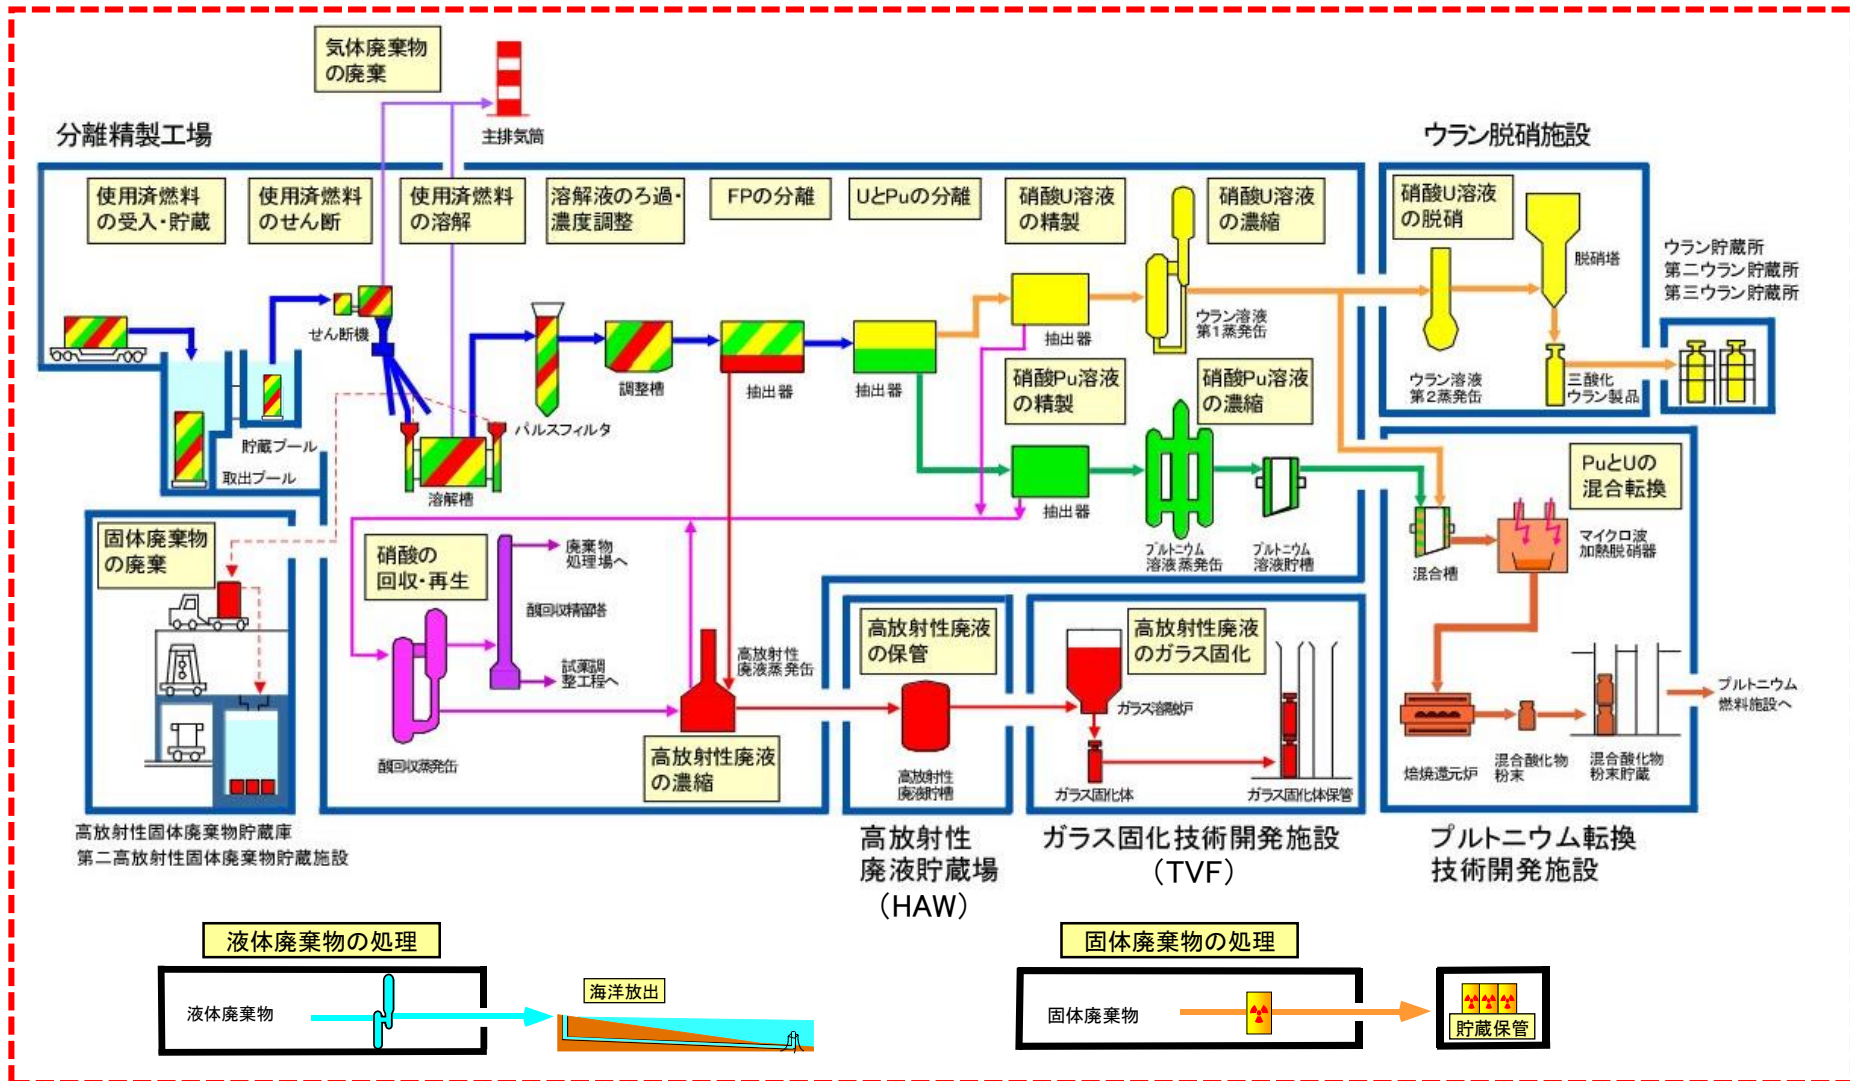 気体廃棄物
の廃棄
主排気筒
分離精製工場
ウラン脱硝施設
使用済燃料
の受入・貯蔵
使用済燃料
のせん断
使用済燃料
の溶解
溶解液のろ過・
濃度調整
FPの分離
UとPuの分離
硝酸U溶液
の精製
硝酸U溶液
の濃縮
硝酸U溶液
の脱硝
脱硝塔
ウラン貯蔵所
第二ウラン貯蔵所
第三ウラン貯蔵所
せん断機
調整槽
抽出器
抽出器
抽出器
ウラン溶液
第1蒸発缶
ウラン溶液
第2蒸発缶
三酸化
ウラン製品
硝酸Pu溶液
の精製
硝酸Pu溶液
の濃縮
パルスフィルタ
貯蔵プール
取出プール
溶解槽
抽出器
プルトニウム
溶液蒸発缶
プルトニウム
溶液貯槽
PuとUの
混合転換
混合槽
マイクロ波
加熱脱硝器
固体廃棄物
の廃棄
硝酸の
回収・再生
廃棄物
処理場へ
酸回収精留塔
試薬調
整工程へ
酸回収蒸発缶
高放射性
廃液蒸発缶
高放射性廃液
の濃縮
高放射性廃液
の保管
高放射性
廃液貯槽
高放射性廃液
のガラス固化
ガラス溶融炉
ガラス固化体
ガラス固化体保管
焙焼還元炉
混合酸化物
粉末
混合酸化物
粉末貯蔵
プルトニウム
燃料施設へ
高放射性固体廃棄物貯蔵庫
第二高放射性固体廃棄物貯蔵施設
高放射性
廃液貯蔵場
（HAW）
ガラス固化技術開発施設
（TVF）
プルトニウム転換
技術開発施設
液体廃棄物の処理
液体廃棄物
海洋放出
固体廃棄物の処理
固体廃棄物
貯蔵保管